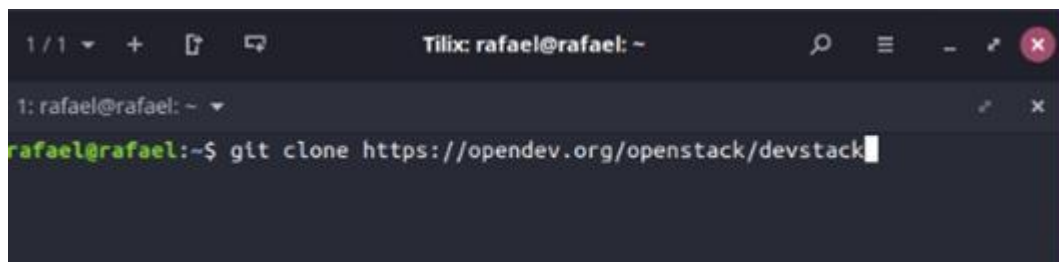 1 / 1 Tilix: rafael@rafael: ~
1: rafael@rafael: ~
rafael@rafael:~$ git clone https://opendev.org/openstack/devstack